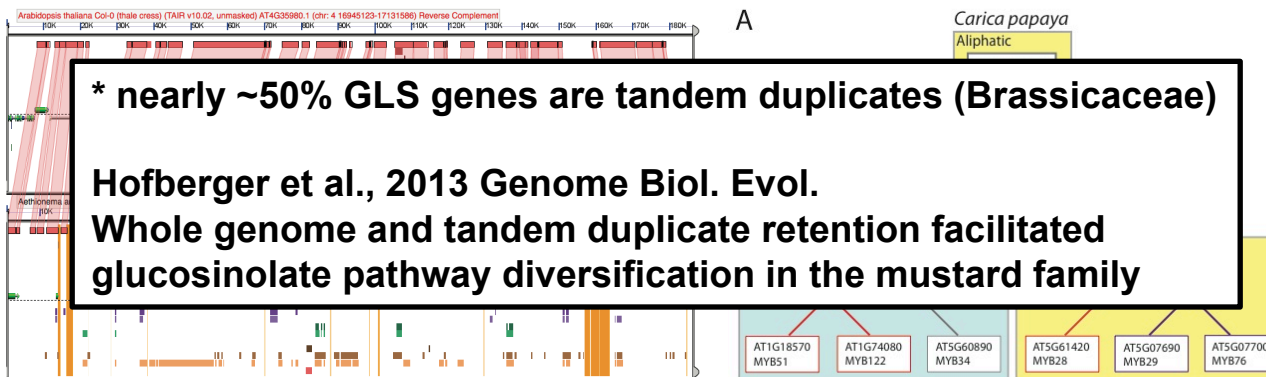 Arabidopsis thaliana Col-0 (thale cress) (TAIR v10.02, unmasked) AT4G35980.1 (chr: 4 16945123-17131586) Reverse Complement
10K 20K 30K 40K 50K 60K 70K 80K 90K 100K 110K 120K 130K 140K 150K 160K 170K 180K
A
Carica papaya
Aliphatic
* nearly ~50% GLS genes are tandem duplicates (Brassicaceae)
Hofberger et al., 2013 Genome Biol. Evol.
Whole genome and tandem duplicate retention facilitated
glucosinolate pathway diversification in the mustard family
Aethionema a
10K
AT1G18570
MYB51
AT1G74080
MYB122
AT5G60890
MYB34
AT5G61420
MYB28
AT5G07690
MYB29
AT5G07700
MYB76